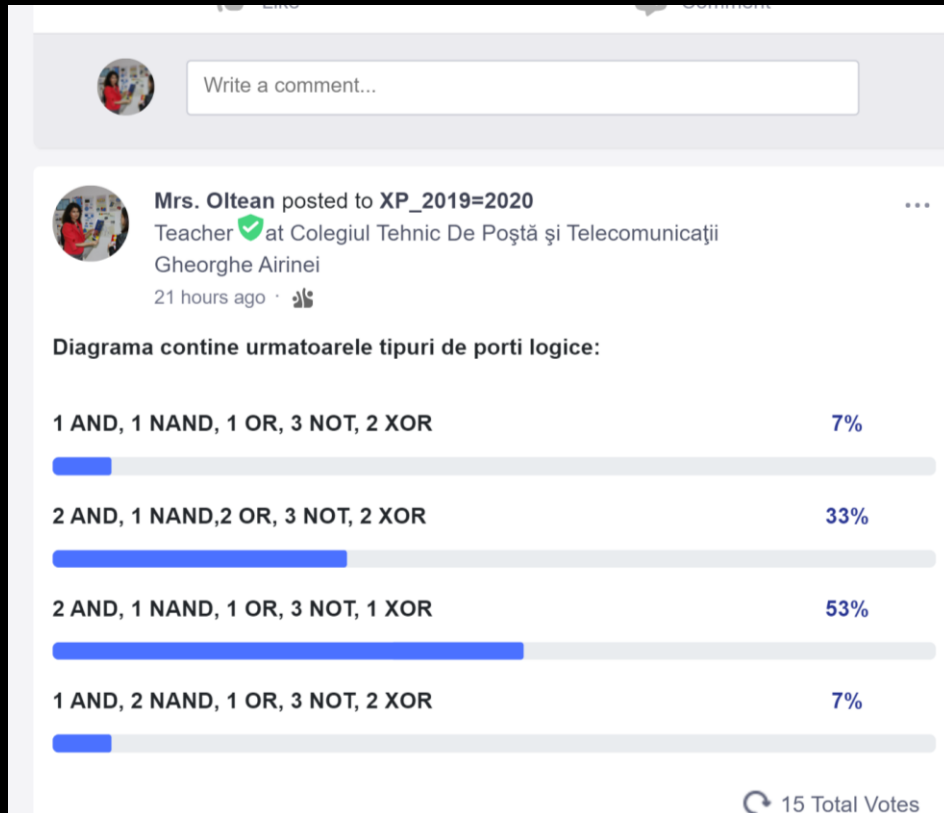 Like Comment
Write a comment...
Mrs. Oltean posted to XP_2019=2020
Teacher at Colegiul Tehnic De Poştă şi Telecomunicaţii
Gheorghe Airinei
21 hours ago ·
Diagrama contine urmatoarele tipuri de porti logice:
1 AND, 1 NAND, 1 OR, 3 NOT, 2 XOR 7%
2 AND, 1 NAND,2 OR, 3 NOT, 2 XOR 33%
2 AND, 1 NAND, 1 OR, 3 NOT, 1 XOR 53%
1 AND, 2 NAND, 1 OR, 3 NOT, 2 XOR 7%
15 Total Votes